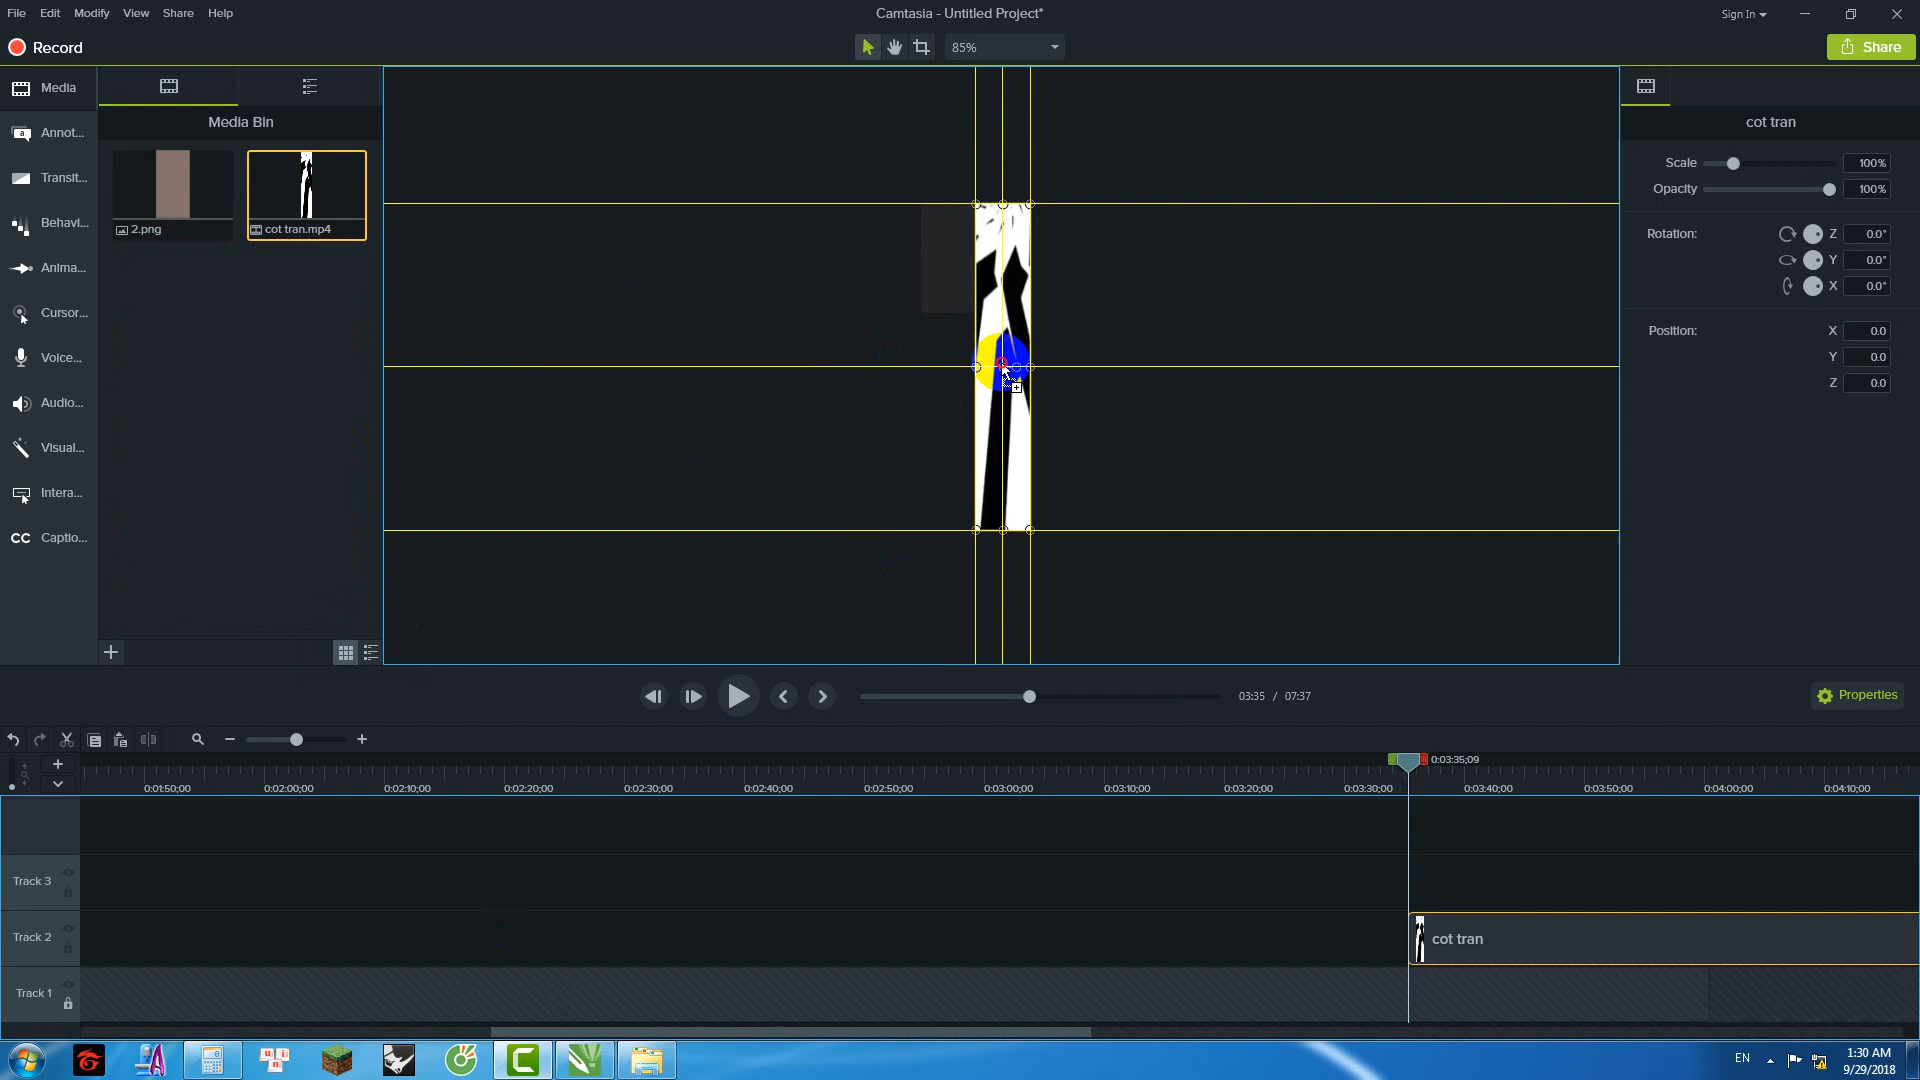 File Edit Modify View Share Help
Camtasia - Untitled Project*
Sign In
Record
85%
Share
Media
Media Bin
cot tran
Annot...
Scale 100%
Transit...
Opacity 100%
Behavi...
2.png
cot tran.mp4
Rotation: Z 0.0°
Y 0.0°
Anima...
X 0.0°
Cursor...
Position: X 0.0
Voice...
Y 0.0
Z 0.0
Audio...
Visual...
Intera...
CC Captio...
03:35 / 07:37
Properties
0:03:35;09
0:01:50;00 0:02:00;00 0:02:10;00 0:02:20;00 0:02:30;00 0:02:40;00 0:02:50;00 0:03:00;00 0:03:10;00 0:03:20;00 0:03:30;00 0:03:40;00 0:03:50;00 0:04:00;00 0:04:10;00
Track 3
Track 2
cot tran
Track 1
EN
1:30 AM
9/29/2018